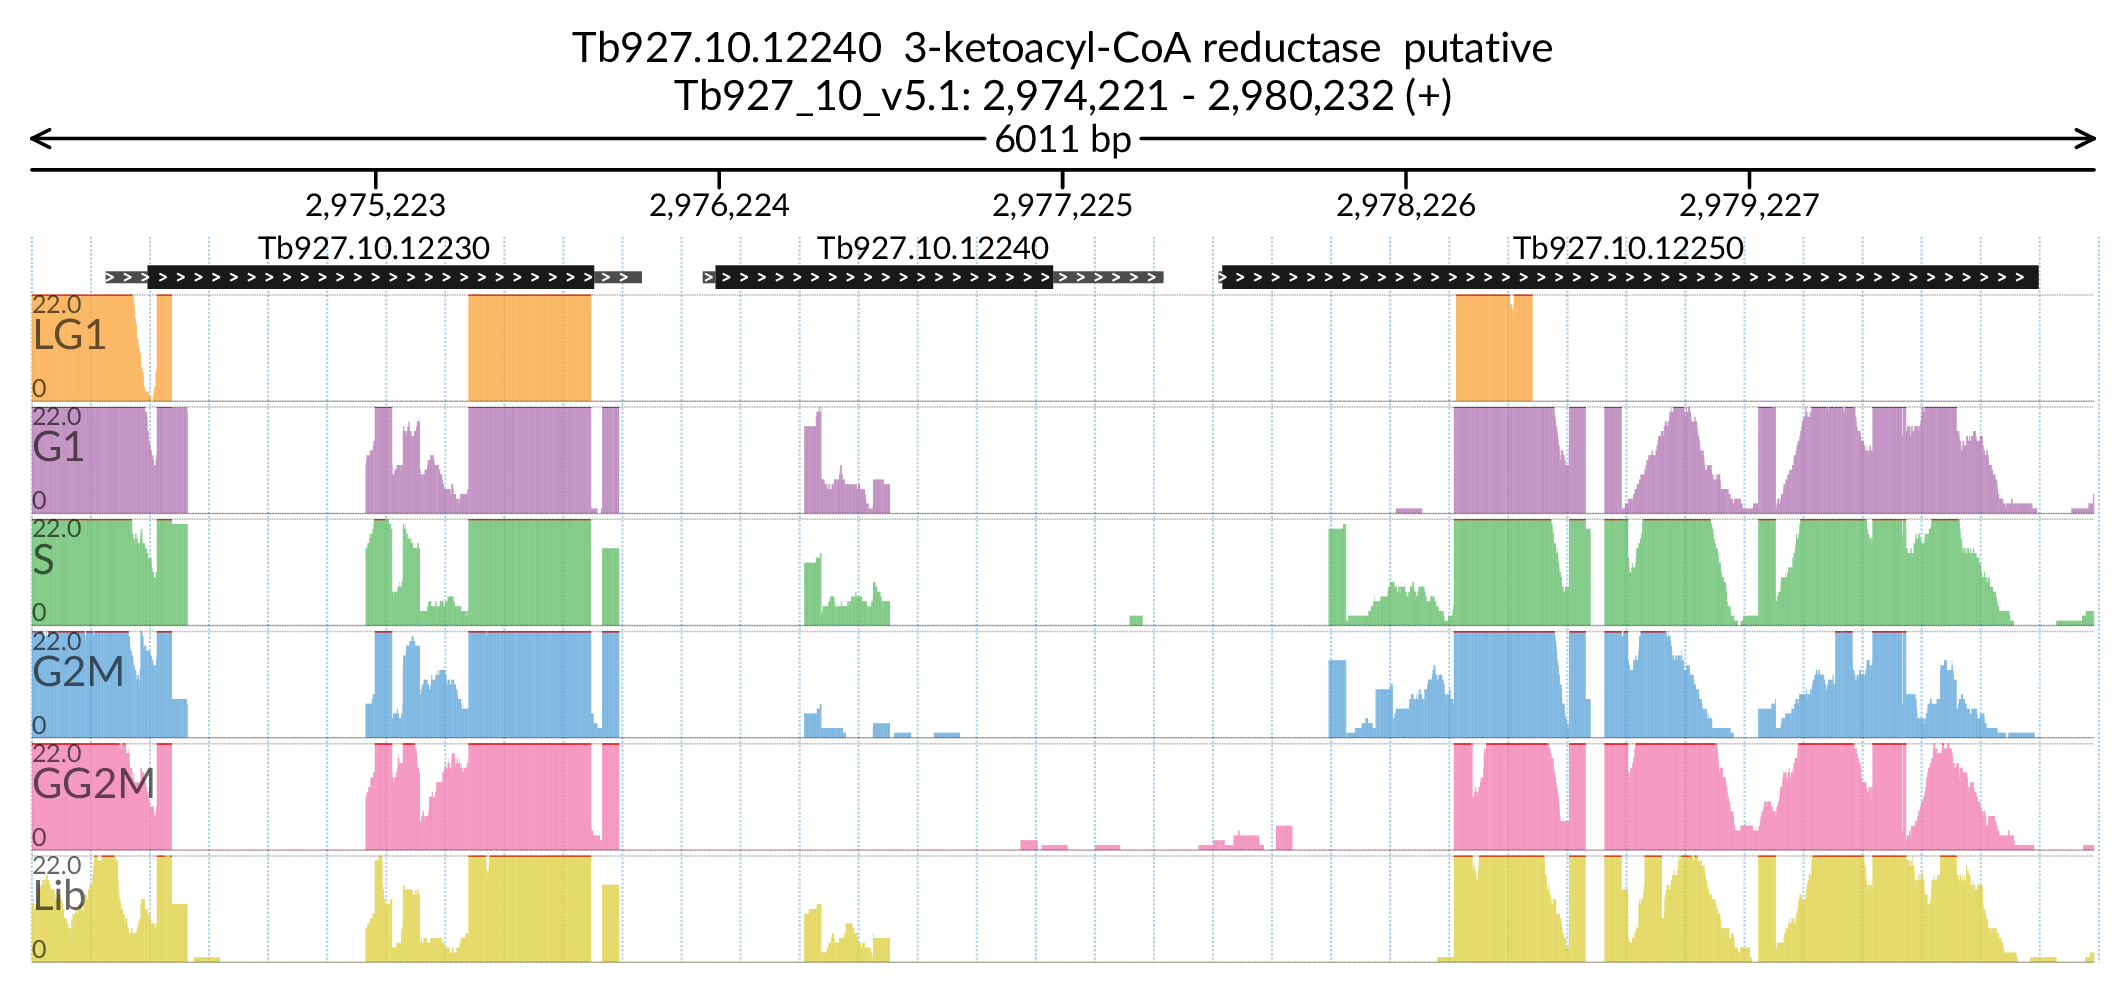 Tb927.10.12240  3-ketoacyl-CoA reductase  putative
Tb927_10_v5.1: 2,974,221 - 2,980,232 (+)
6011 bp
2,975,223 2,976,224 2,977,225 2,978,226 2,979,227
Tb927.10.12230 Tb927.10.12240 Tb927.10.12250
22.0
LG1
0
22.0
G1
0
22.0
S
0
22.0
G2M
0
22.0
GG2M
0
22.0
Lib
0